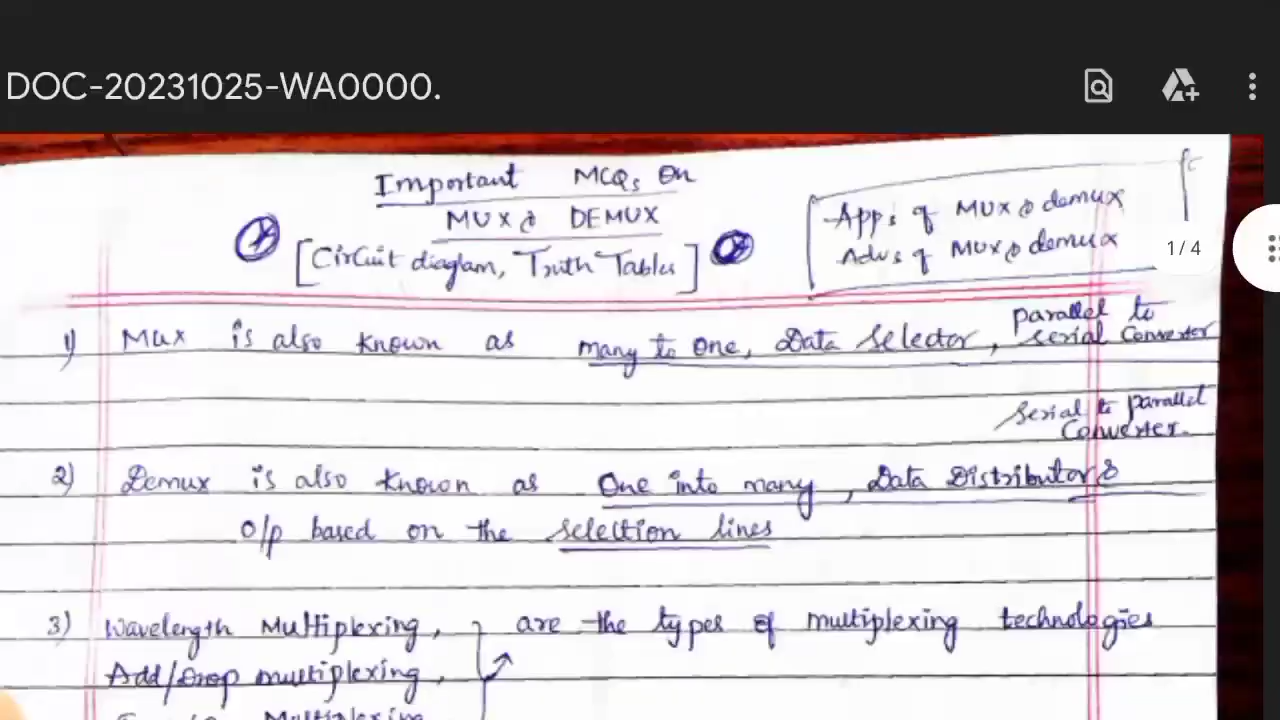 DOC-20231025-WA0000.
Important MCQs On
MUX & DEMUX
[Circuit diagram, Truth Tables]
Apps of MUX & demux
Advs of MUX & demux
1/4
1) Mux is also known as many to one, Data Selector, parallel to serial Converter
serial to parallel
Converter.
2) Demux is also known as One into many, Data Distributor &
O/p based on the selection lines
3) Wavelength Multiplexing, are the types of multiplexing technologies
Add/Drop multiplexing,
Multiplexing